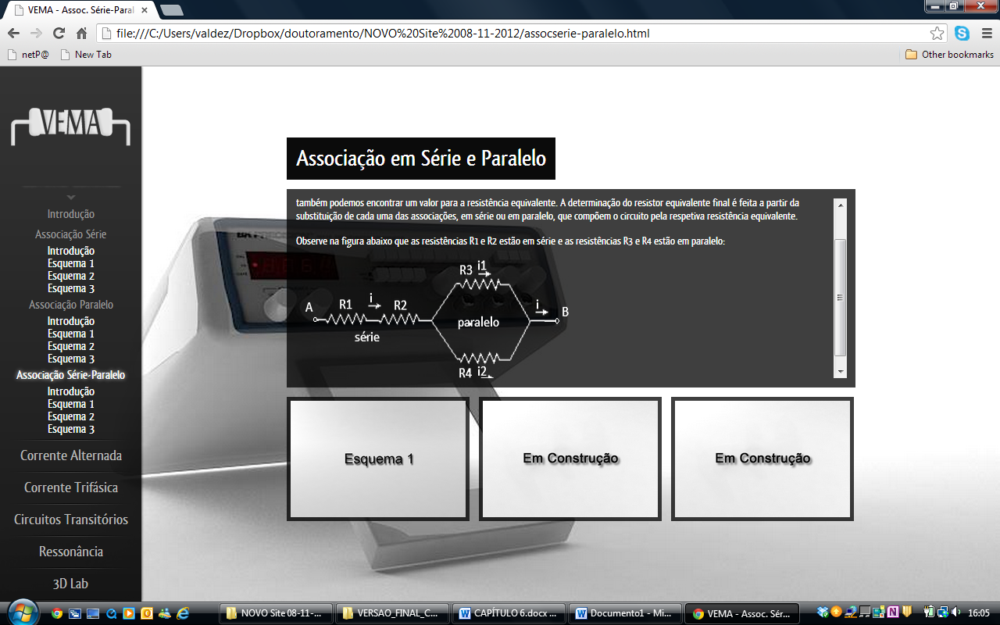 VEMA - Assoc. Série-Paral
file:///C:/Users/valdez/Dropbox/doutoramento/NOVO%20Site%2008-11-2012/assocserie-paralelo.html
netP@
New Tab
Other bookmarks
VEMA
Introdução
Associação Série
Introdução
Esquema 1
Esquema 2
Esquema 3
Associação Paralelo
Introdução
Esquema 1
Esquema 2
Esquema 3
Associação Série-Paralelo
Introdução
Esquema 1
Esquema 2
Esquema 3
Corrente Alternada
Corrente Trifásica
Circuitos Transitórios
Ressonância
3D Lab
Associação em Série e Paralelo
também podemos encontrar um valor para a resistência equivalente. A determinação do resistor equivalente final é feita a partir da
substituição de cada uma das associações, em série ou em paralelo, que compõem o circuito pela respetiva resistência equivalente.
Observe na figura abaixo que as resistências R1 e R2 estão em série e as resistências R3 e R4 estão em paralelo:
R3 i1
A R1 i R2 i B
paralelo
série
R4 i2
Esquema 1
Em Construção
Em Construção
NOVO Site 08-11-...
VERSAO_FINAL_C...
CAPÍTULO 6.docx ...
Documento1 - Mi...
VEMA - Assoc. Sér...
16:05